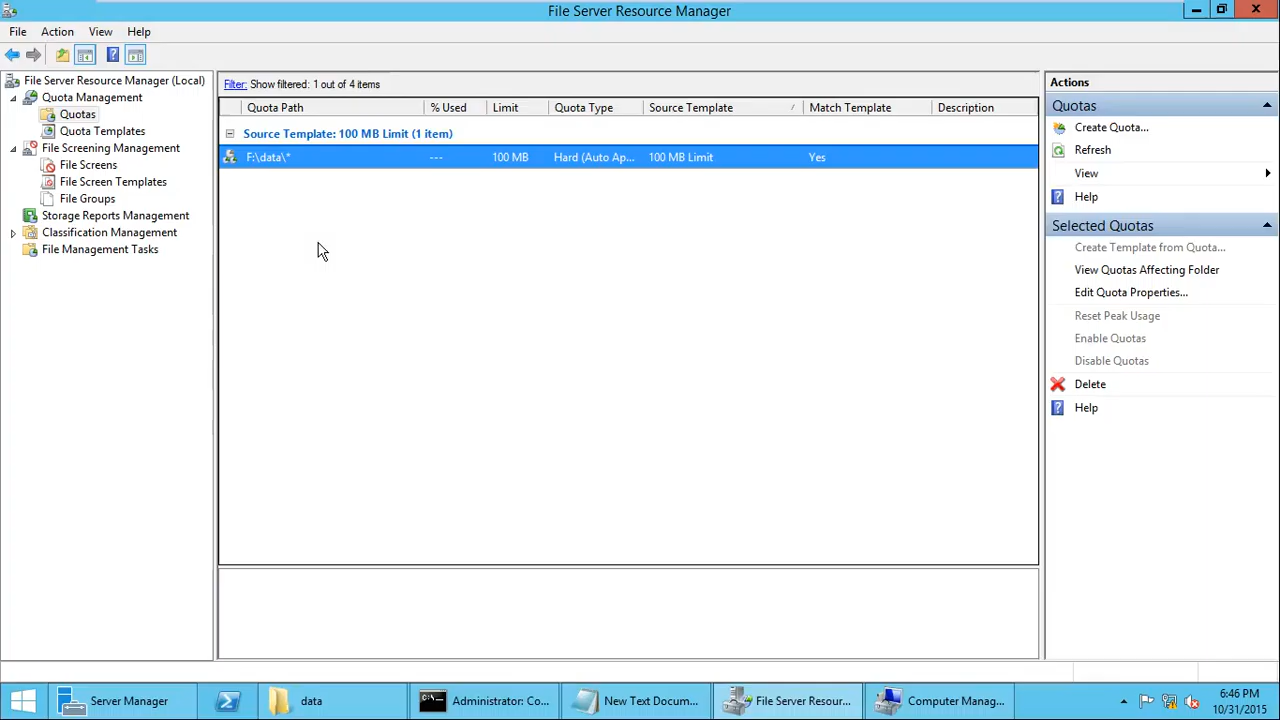 File Server Resource Manager
File Action View Help
File Server Resource Manager (Local)
Quota Management
Quotas
Quota Templates
File Screening Management
File Screens
File Screen Templates
File Groups
Storage Reports Management
Classification Management
File Management Tasks
Filter: Show filtered: 1 out of 4 items
Quota Path % Used Limit Quota Type Source Template / Match Template Description
Source Template: 100 MB Limit (1 item)
F:\data\* --- 100 MB Hard (Auto Ap... 100 MB Limit Yes
Actions
Quotas
Create Quota...
Refresh
View
Help
Selected Quotas
Create Template from Quota...
View Quotas Affecting Folder
Edit Quota Properties...
Reset Peak Usage
Enable Quotas
Disable Quotas
Delete
Help
Server Manager data Administrator: Co... New Text Docum... File Server Resour... Computer Manag...
6:46 PM
10/31/2015